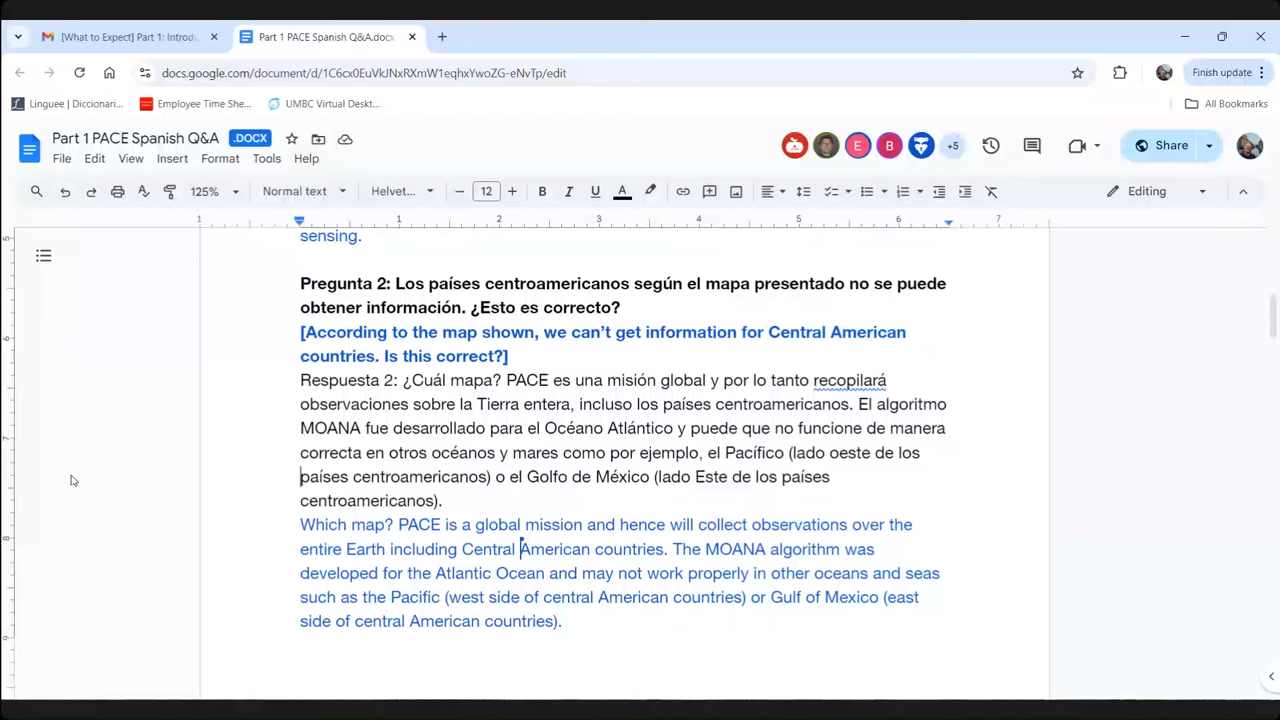 [What to Expect] Part 1: Introdu
Part 1 PACE Spanish Q&A.docx
docs.google.com/document/d/1C6cx0EuVkJNxRXmW1eqhxYwoZG-eNvTp/edit
Finish update
Linguee | Diccionari...
Employee Time She...
UMBC Virtual Deskt...
All Bookmarks
Part 1 PACE Spanish Q&A
.DOCX
+5
Share
File Edit View Insert Format Tools Help
125%
Normal text
Helvet...
12
Editing
1 1 2 3 4 5 6 7
sensing.
Pregunta 2: Los países centroamericanos según el mapa presentado no se puede
obtener información. ¿Esto es correcto?
[According to the map shown, we can’t get information for Central American
countries. Is this correct?]
Respuesta 2: ¿Cuál mapa? PACE es una misión global y por lo tanto recopilará
observaciones sobre la Tierra entera, incluso los países centroamericanos. El algoritmo
MOANA fue desarrollado para el Océano Atlántico y puede que no funcione de manera
correcta en otros océanos y mares como por ejemplo, el Pacífico (lado oeste de los
países centroamericanos) o el Golfo de México (lado Este de los países
centroamericanos).
Which map? PACE is a global mission and hence will collect observations over the
entire Earth including Central American countries. The MOANA algorithm was
developed for the Atlantic Ocean and may not work properly in other oceans and seas
such as the Pacific (west side of central American countries) or Gulf of Mexico (east
side of central American countries).